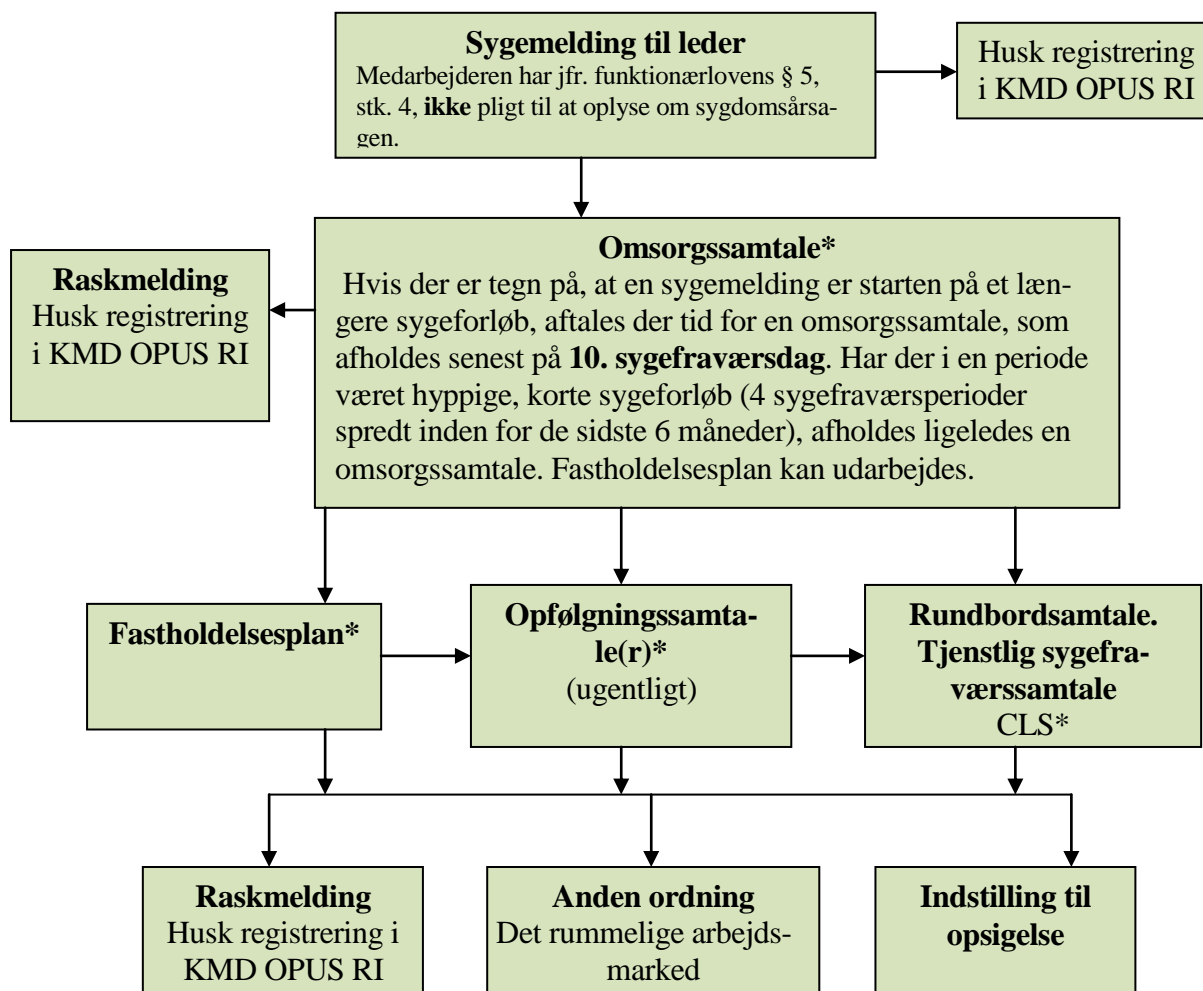 Sygemelding til leder
Medarbejderen har jfr. funktionærlovens § 5,
stk. 4, ikke pligt til at oplyse om sygdomsårsa-
gen.
Husk registrering
i KMD OPUS RI
Raskmelding
Husk registrering
i KMD OPUS RI
Omsorgssamtale*
Hvis der er tegn på, at en sygemelding er starten på et læn-
gere sygeforløb, aftales der tid for en omsorgssamtale, som
afholdes senest på 10. sygefraværsdag. Har der i en periode
været hyppige, korte sygeforløb (4 sygefraværsperioder
spredt inden for de sidste 6 måneder), afholdes ligeledes en
omsorgssamtale. Fastholdelsesplan kan udarbejdes.
Fastholdelsesplan*
Opfølgningssamta-
le(r)*
(ugentligt)
Rundbordsamtale.
Tjenstlig sygefra-
værssamtale
CLS*
Raskmelding
Husk registrering i
KMD OPUS RI
Anden ordning
Det rummelige arbejds-
marked
Indstilling til
opsigelse